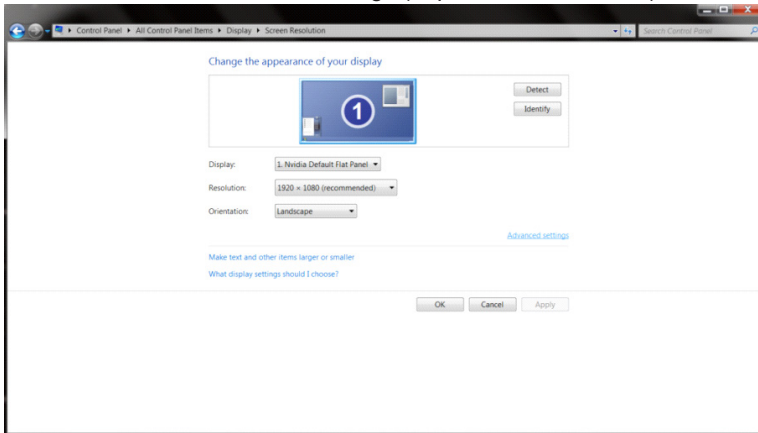 Control Panel ▸ All Control Panel Items ▸ Display ▸ Screen Resolution
Search Control Panel
Change the appearance of your display
1
Detect
Identify
Display: 1. Nvidia Default Flat Panel
Resolution: 1920 × 1080 (recommended)
Orientation: Landscape
Advanced settings
Make text and other items larger or smaller
What display settings should I choose?
OK Cancel Apply